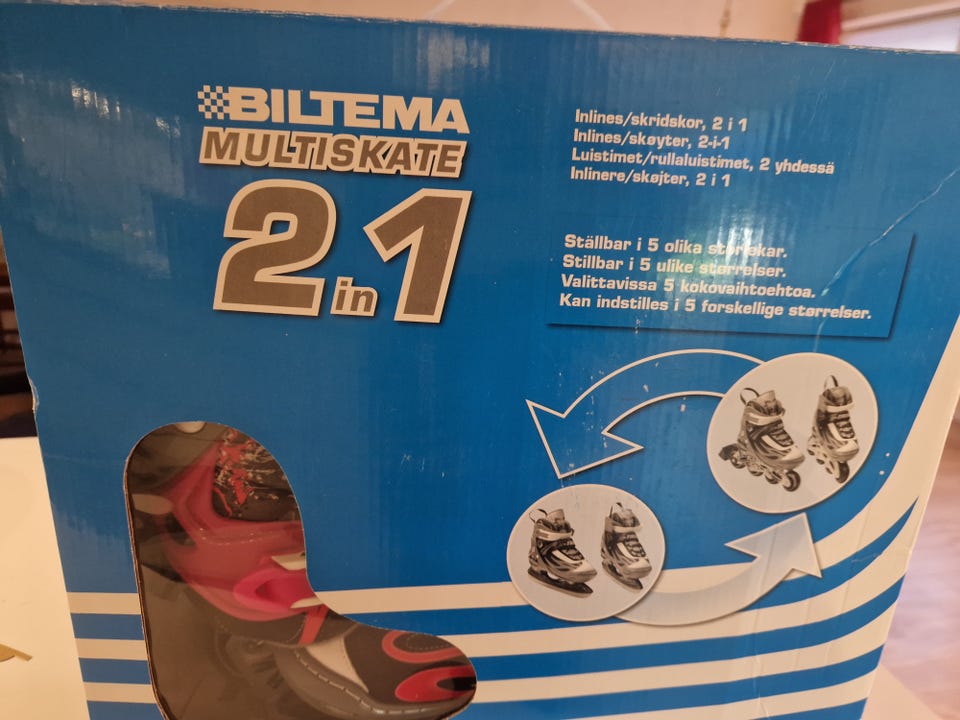 BILTEMA
MULTISKATE
2 in 1
Inlines/skridskor, 2 i 1
Inlines/skøyter, 2-i-1
Luistimet/rullaluistimet, 2 yhdessä
Inlinere/skøjter, 2 i 1
Ställbar i 5 olika storlekar.
Stillbar i 5 ulike størrelser.
Valittavissa 5 kokovaihtoehtoa.
Kan indstilles i 5 forskellige størrelser.